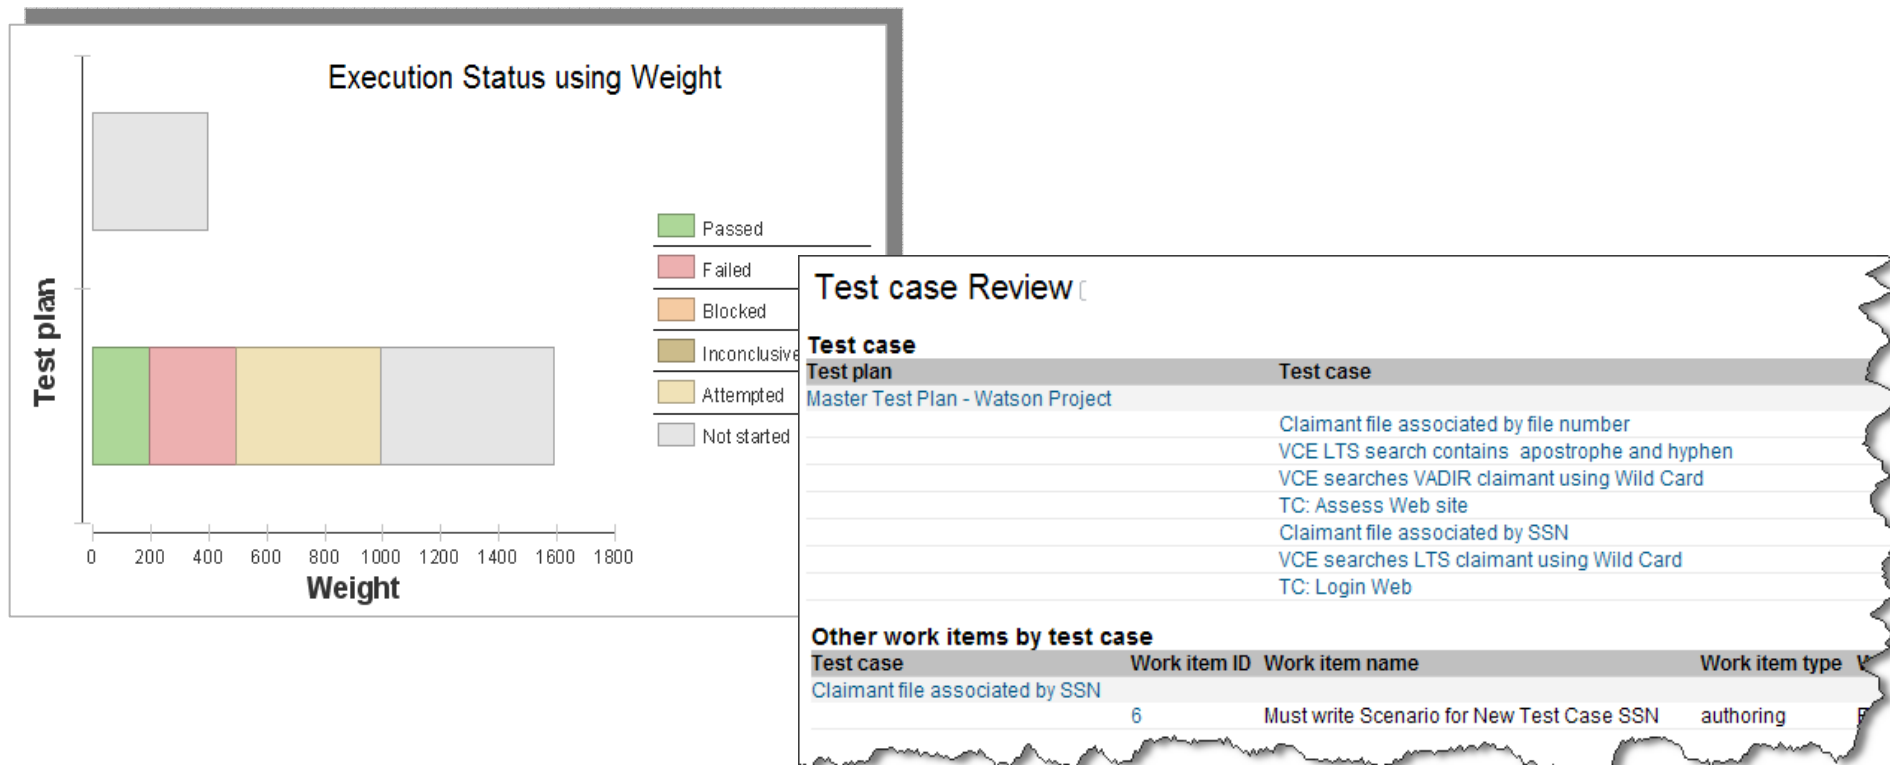 Execution Status using Weight
Test plan
Passed
Failed
Blocked
Inconclusive
Attempted
Not started
0 200 400 600 800 1000 1200 1400 1600 1800
Weight
Test case Review
Test case
Test plan Test case
Master Test Plan - Watson Project
Claimant file associated by file number
VCE LTS search contains apostrophe and hyphen
VCE searches VADIR claimant using Wild Card
TC: Assess Web site
Claimant file associated by SSN
VCE searches LTS claimant using Wild Card
TC: Login Web
Other work items by test case
Test case Work item ID Work item name Work item type
Claimant file associated by SSN
6 Must write Scenario for New Test Case SSN authoring